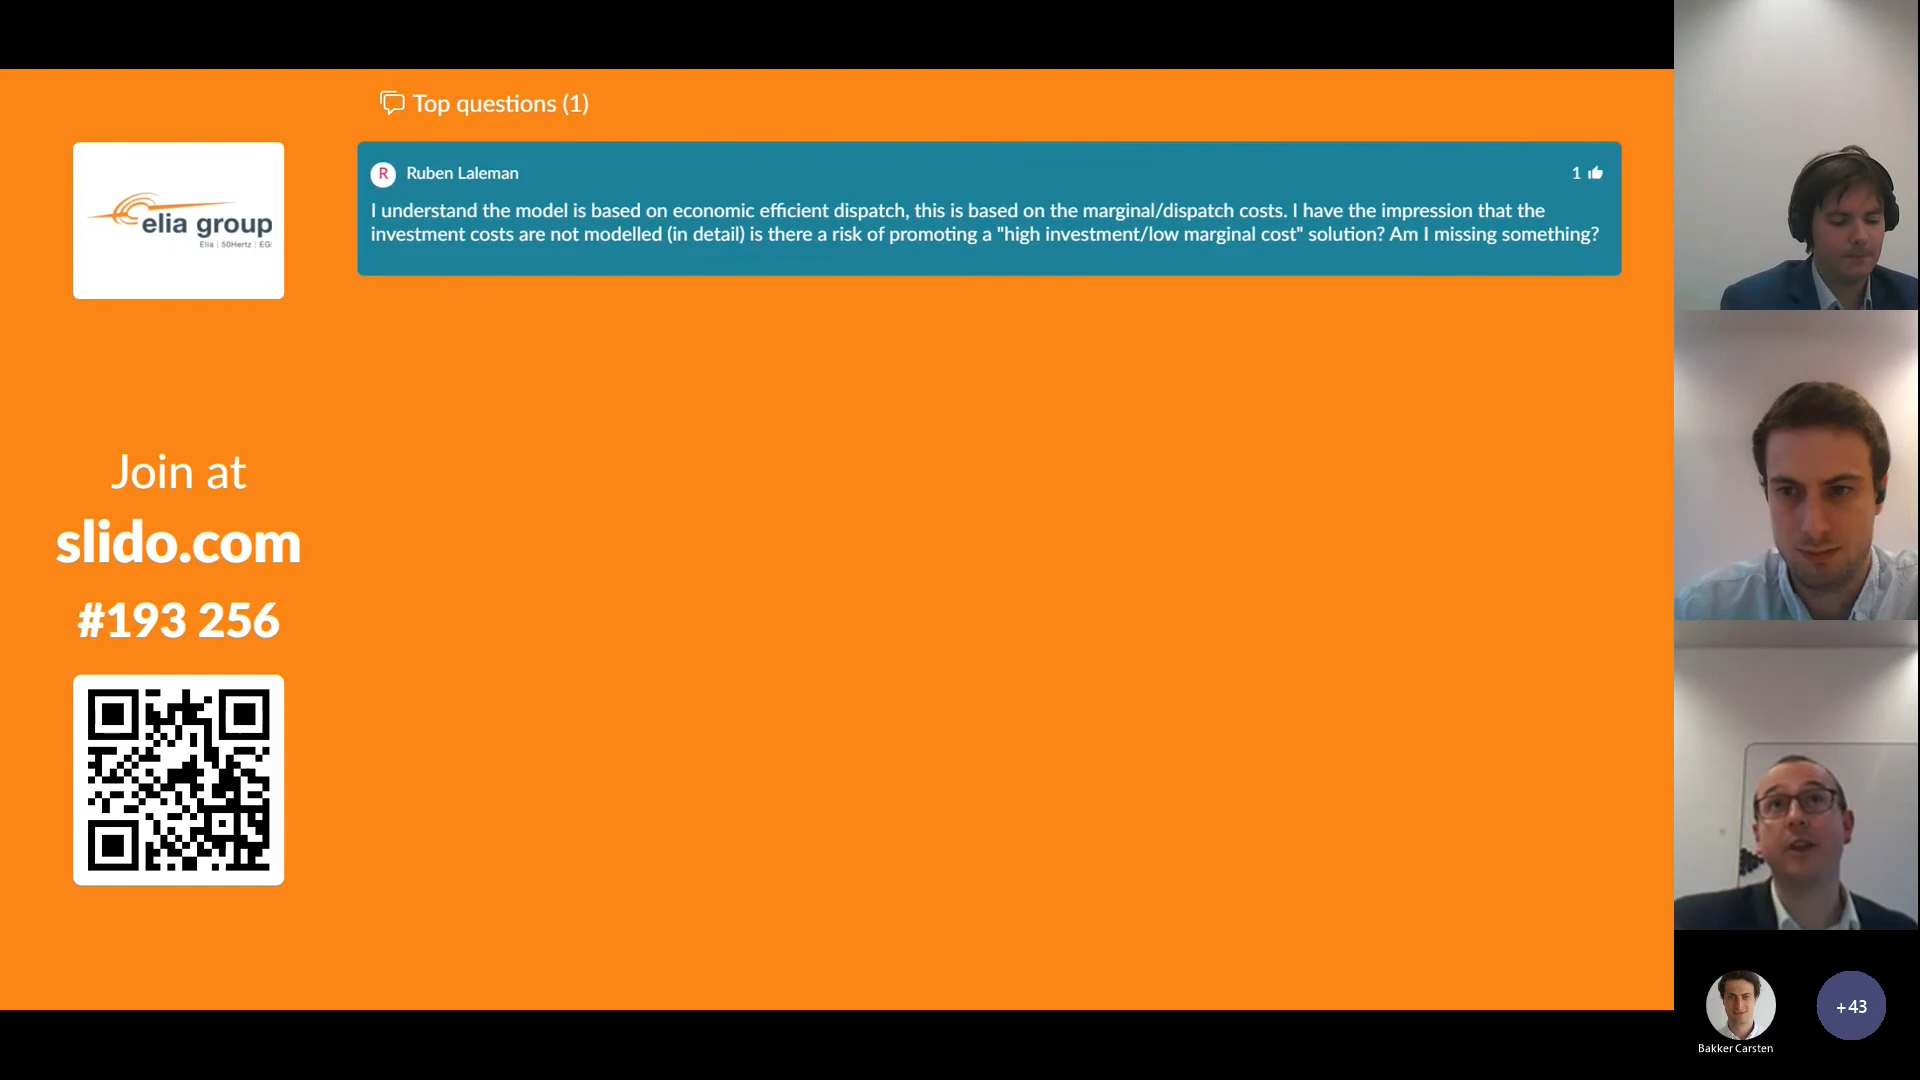 Top questions (1)
R
Ruben Laleman
1
I understand the model is based on economic efficient dispatch, this is based on the marginal/dispatch costs. I have the impression that the
investment costs are not modelled (in detail) is there a risk of promoting a "high investment/low marginal cost" solution? Am I missing something?
elia group
Elia | 50Hertz | EGI
Join at
slido.com
#193 256
+43
Bakker Carsten